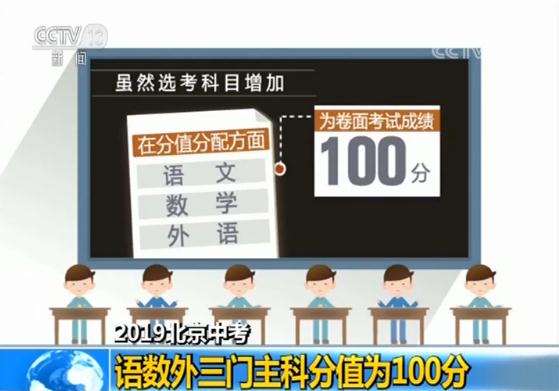 CCTV 13
新闻
CCTV
虽然选考科目增加
在分值分配方面
语 文
数 学
外 语
为卷面考试成绩
100分
2019北京中考
语数外三门主科分值为100分